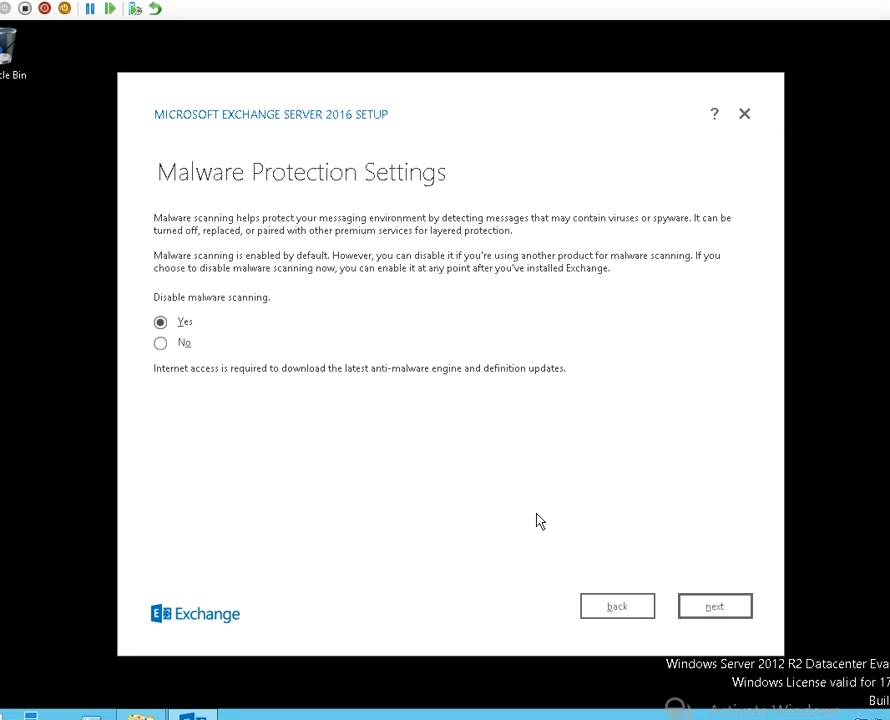 cle Bin
MICROSOFT EXCHANGE SERVER 2016 SETUP
?
Malware Protection Settings
Malware scanning helps protect your messaging environment by detecting messages that may contain viruses or spyware. It can be
turned off, replaced, or paired with other premium services for layered protection.
Malware scanning is enabled by default. However, you can disable it if you're using another product for malware scanning. If you
choose to disable malware scanning now, you can enable it at any point after you've installed Exchange.
Disable malware scanning.
Yes
No
Internet access is required to download the latest anti-malware engine and definition updates.
E Exchange
back
next
Windows Server 2012 R2 Datacenter Eva
Windows License valid for 17
Buil
Activate Windows